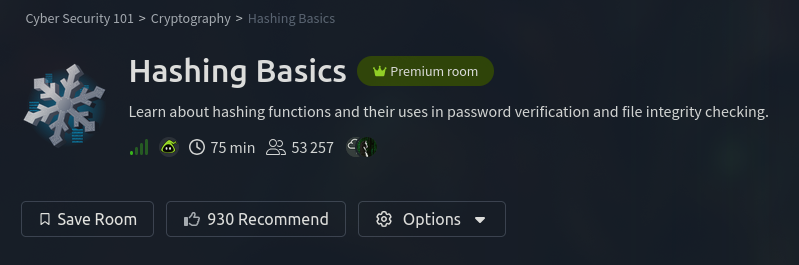 Cyber Security 101 > Cryptography > Hashing Basics
Hashing Basics Premium room
Learn about hashing functions and their uses in password verification and file integrity checking.
75 min 53 257
Save Room 930 Recommend Options